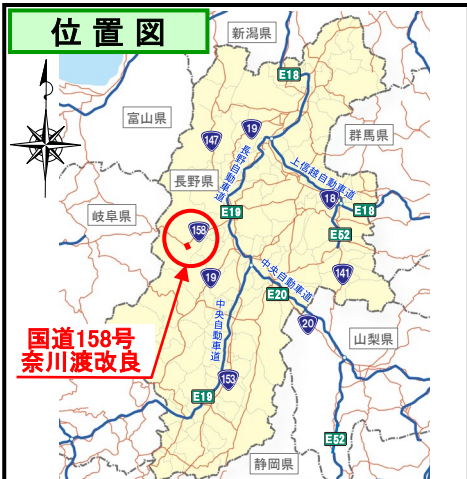 位置図
新潟県
E18
富山県
147
19
群馬県
長野自動車道
上信越自動車道
長野県
18
E18
岐阜県
E19
158
E52
19
中央自動車道
141
E20
中央自動車道
20
国道158号
奈川渡改良
山梨県
153
E19
E52
静岡県